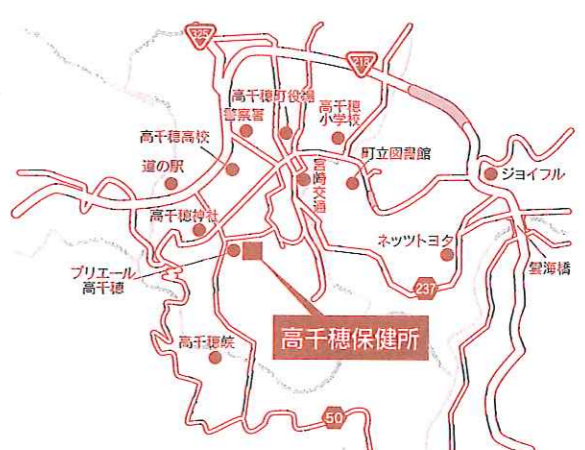 325
218
高千穂町役場
警察署
高千穂
小学校
高千穂高校
道の駅
宮崎交通
町立図書館
ジョイフル
高千穂神社
ネッツトヨタ
雲海橋
プリエール
高千穂
237
高千穂保健所
高千穂峡
50